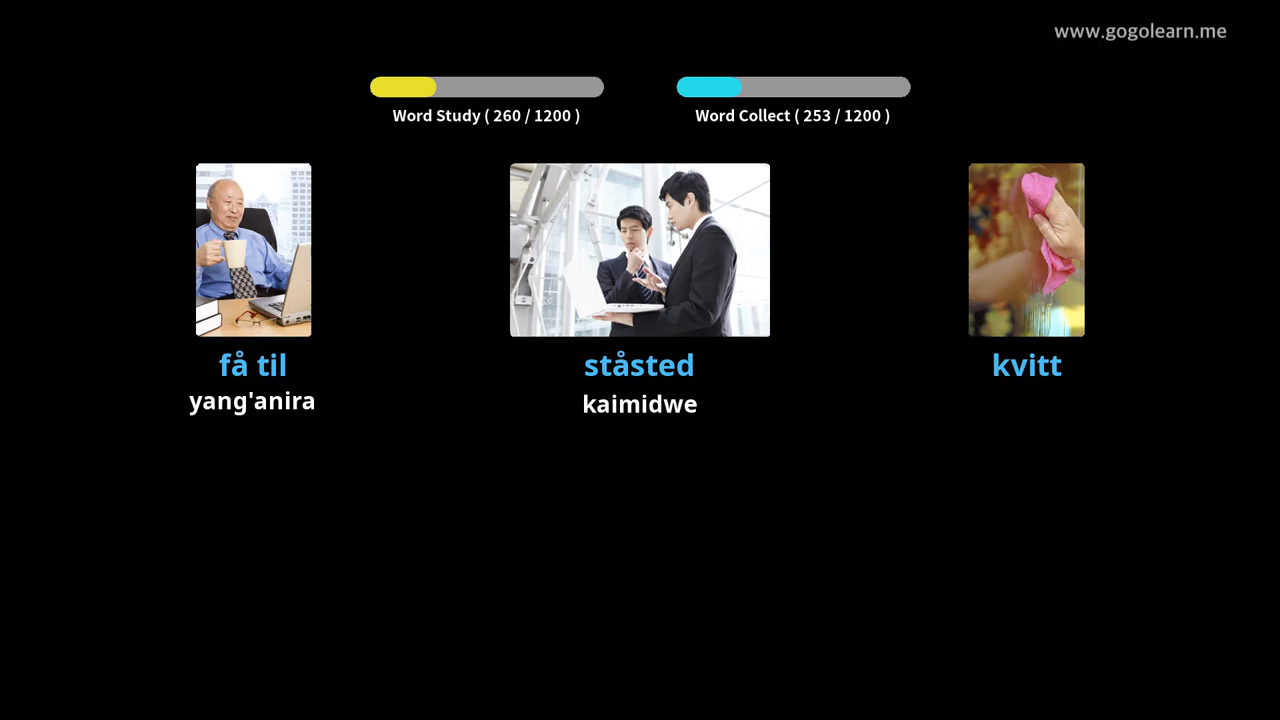 www.gogolearn.me
Word Study ( 260 / 1200 )
Word Collect ( 253 / 1200 )
få til
ståsted
kvitt
yang'anira
kaimidwe